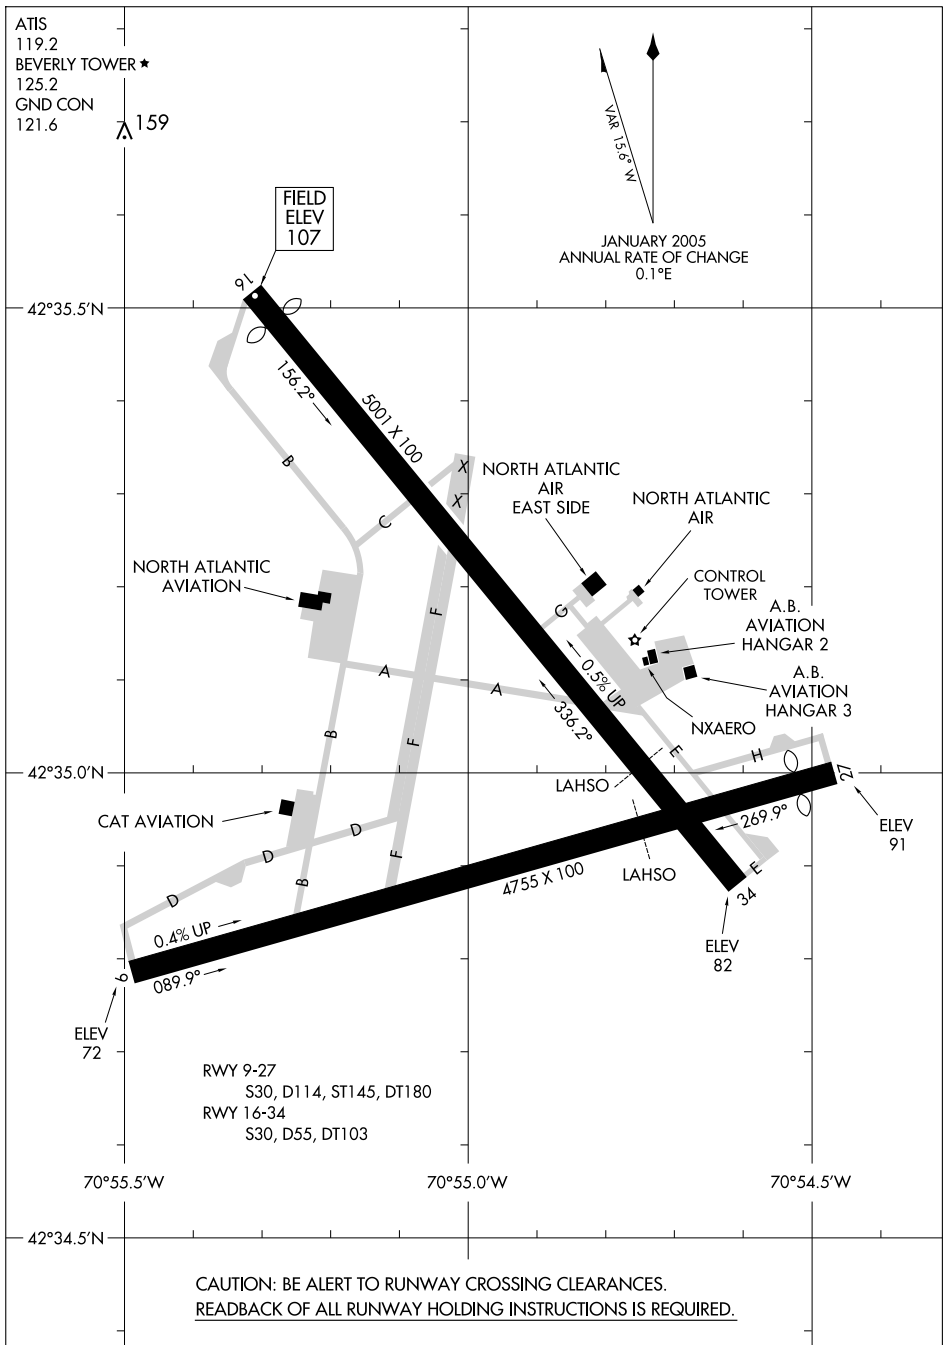 ATIS
119.2
BEVERLY TOWER ★
125.2
GND CON
121.6
159
VAR 15.6° W
JANUARY 2005
ANNUAL RATE OF CHANGE
0.1°E
FIELD
ELEV
107
16
42°35.5'N
156.2°
5001 X 100
B
C
X
X
NORTH ATLANTIC
AIR
EAST SIDE
NORTH ATLANTIC
AIR
NORTH ATLANTIC
AVIATION
CONTROL
TOWER
A.B.
AVIATION
HANGAR 2
F
G
A
A
0.5% UP
336.2°
A.B.
AVIATION
HANGAR 3
NXAERO
B
F
E
H
42°35.0'N
LAHSO
27
CAT AVIATION
D
D
269.9°
ELEV
91
F
4755 X 100
LAHSO
B
D
E
34
0.4% UP
089.9°
9
ELEV
82
ELEV
72
RWY 9-27
S30, D114, ST145, DT180
RWY 16-34
S30, D55, DT103
70°55.5'W
70°55.0'W
70°54.5'W
42°34.5'N
CAUTION: BE ALERT TO RUNWAY CROSSING CLEARANCES.
READBACK OF ALL RUNWAY HOLDING INSTRUCTIONS IS REQUIRED.